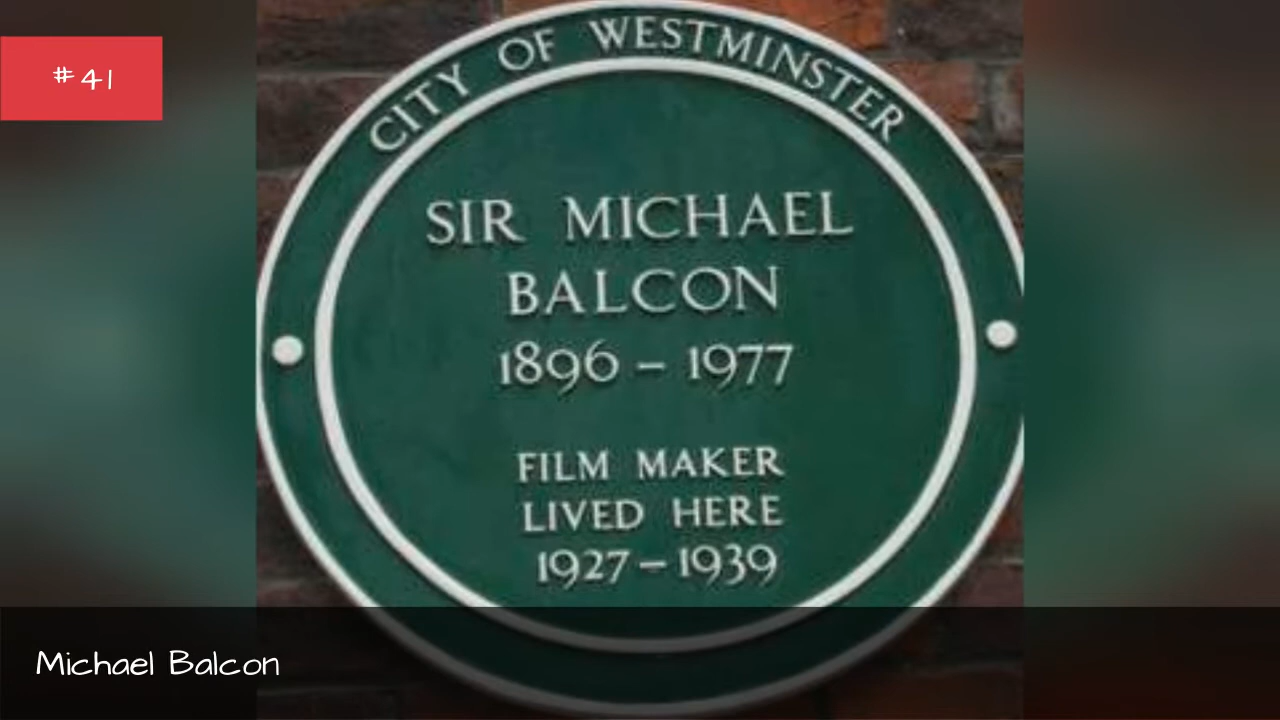 #41
CITY OF WESTMINSTER
SIR MICHAEL
BALCON
1896 – 1977
FILM MAKER
LIVED HERE
1927 – 1939
Michael Balcon